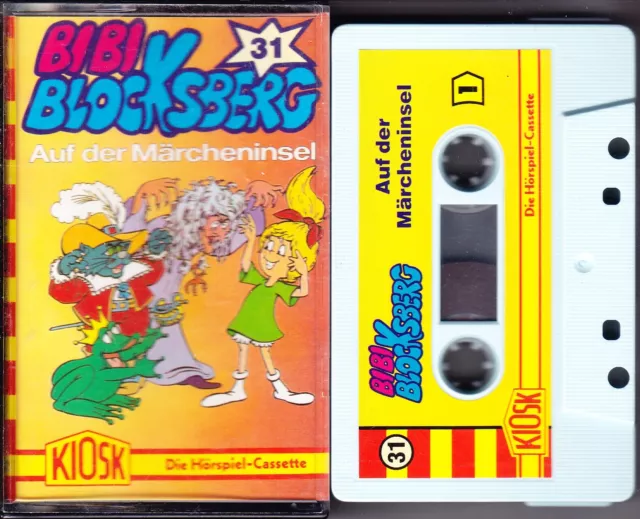 BIBI
BLOCKSBERG
31
Auf der Märcheninsel
KIOSK
Die Hörspiel-Cassette
1
Auf der
Märcheninsel
Die Hörspiel-Cassette
BIBI
BLOCKSBERG
31
KIOSK